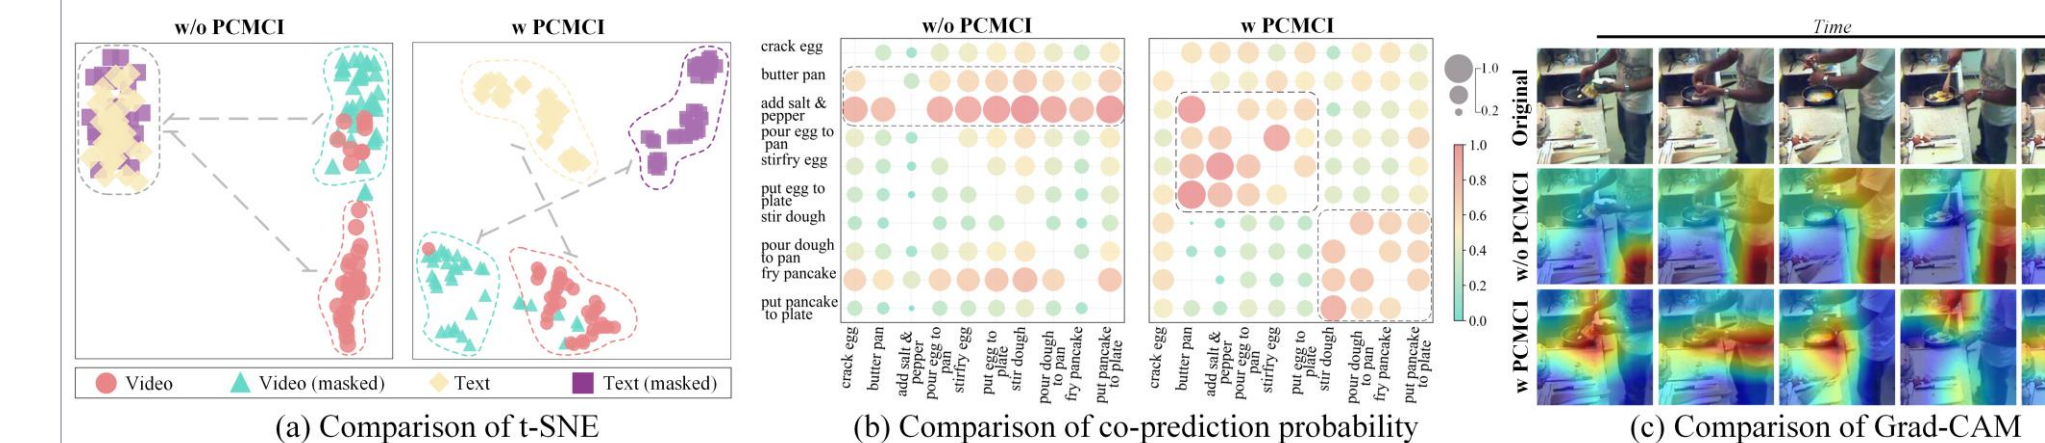 w/o PCMCI
w PCMCI
Video
Video (masked)
Text
Text (masked)
(a) Comparison of t-SNE
w/o PCMCI
w PCMCI
crack egg
butter pan
add salt &
pepper
pour egg to
pan
stirfry egg
put egg to
plate
stir dough
pour dough
to pan
fry pancake
put pancake
to plate
crack egg
butter pan
add salt &
pepper
pour egg to
pan
stirfry egg
put egg to
plate
stir dough
pour dough
to pan
fry pancake
put pancake
to plate
crack egg
butter pan
add salt &
pepper
pour egg to
pan
stirfry egg
put egg to
plate
stir dough
pour dough
to pan
fry pancake
put pancake
to plate
1.0
0.2
1.0
0.8
0.6
0.4
0.2
0.0
(b) Comparison of co-prediction probability
Time
Original
w/o PCMCI
w PCMCI
(c) Comparison of Grad-CAM